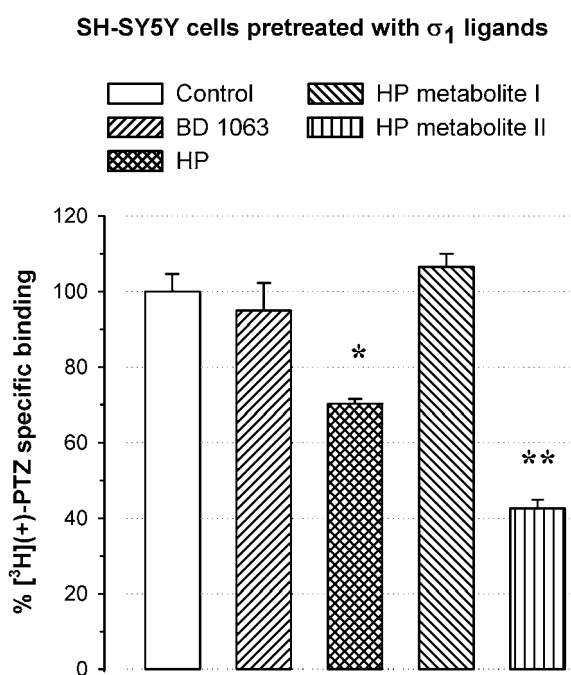 SH-SY5Y cells pretreated with σ1 ligands
Control
HP metabolite I
BD 1063
HP metabolite II
HP
% [³H](+)-PTZ specific binding
120
100
80
60
40
20
0
*
**